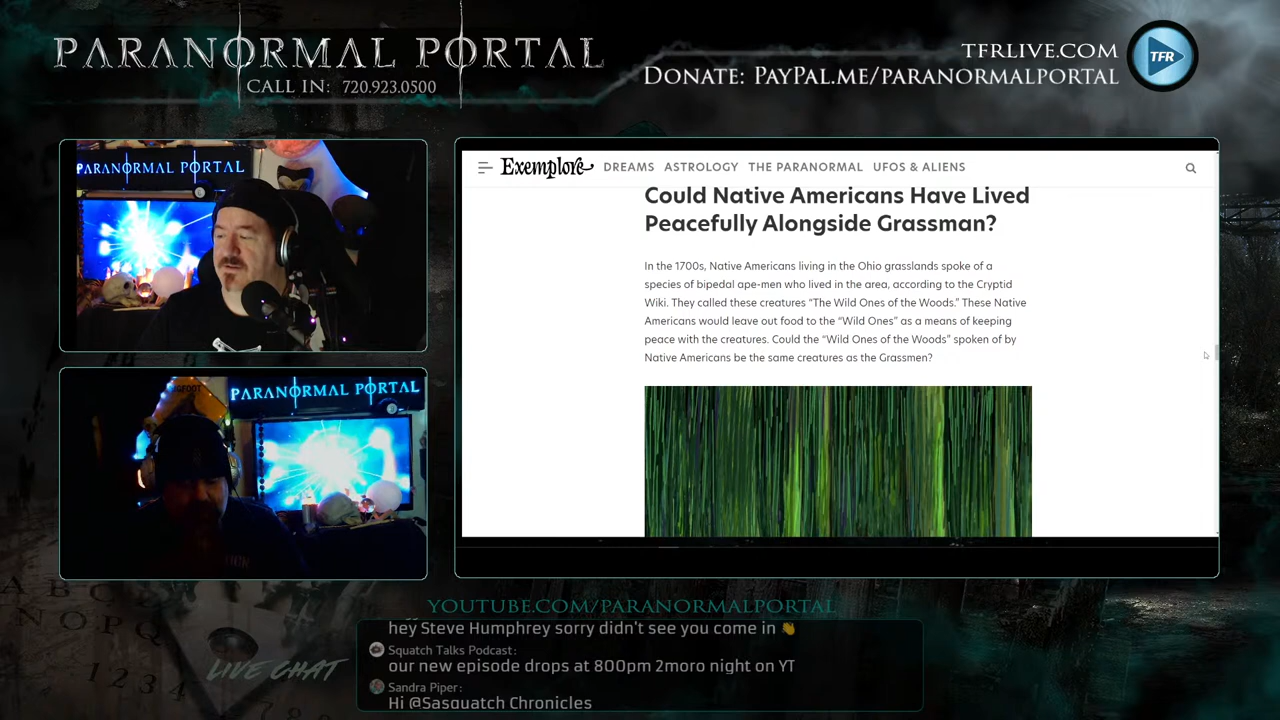 PARANORMAL PORTAL
CALL IN: 720.923.0500
TFRLIVE.COM
DONATE: PAYPAL.ME/PARANORMALPORTAL
TFR
PARANORMAL PORTAL
PARANORMAL PORTAL
Exemplore
DREAMS ASTROLOGY THE PARANORMAL UFOS & ALIENS
Could Native Americans Have Lived
Peacefully Alongside Grassman?
In the 1700s, Native Americans living in the Ohio grasslands spoke of a
species of bipedal ape-men who lived in the area, according to the Cryptid
Wiki. They called these creatures “The Wild Ones of the Woods.” These Native
Americans would leave out food to the “Wild Ones” as a means of keeping
peace with the creatures. Could the “Wild Ones of the Woods” spoken of by
Native Americans be the same creatures as the Grassmen?
YOUTUBE.COM/PARANORMALPORTAL
LIVE CHAT
hey Steve Humphrey sorry didn't see you come in 👋
Squatch Talks Podcast:
our new episode drops at 800pm 2moro night on YT
Sandra Piper:
Hi @Sasquatch Chronicles
A B C
N O P Q
1 2 3 4